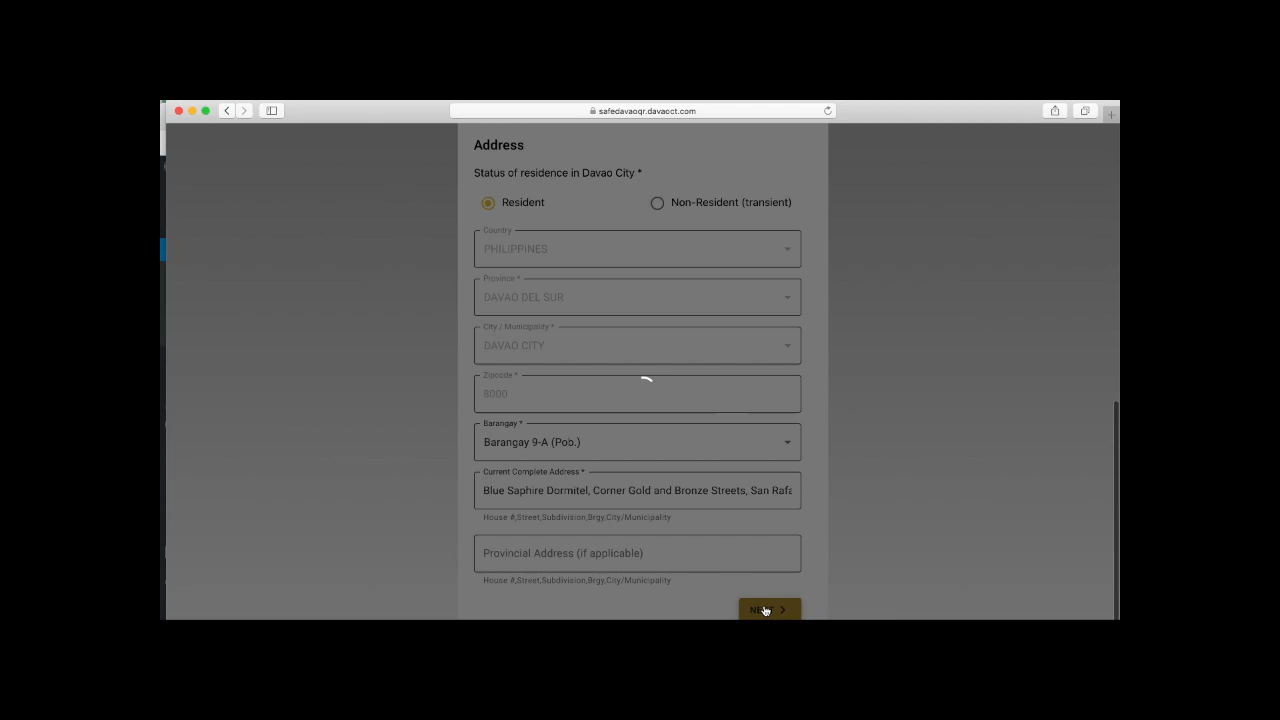 safedavaoqr.davaoct.com
Address
Status of residence in Davao City *
Resident
Non-Resident (transient)
Country
PHILIPPINES
Province *
DAVAO DEL SUR
City / Municipality *
DAVAO CITY
Zipcode *
8000
Barangay *
Barangay 9-A (Pob.)
Current Complete Address *
Blue Saphire Dormitel, Corner Gold and Bronze Streets, San Rafa
House #,Street,Subdivision,Brgy,City/Municipality
Provincial Address (if applicable)
House #,Street,Subdivision,Brgy,City/Municipality
NEXT